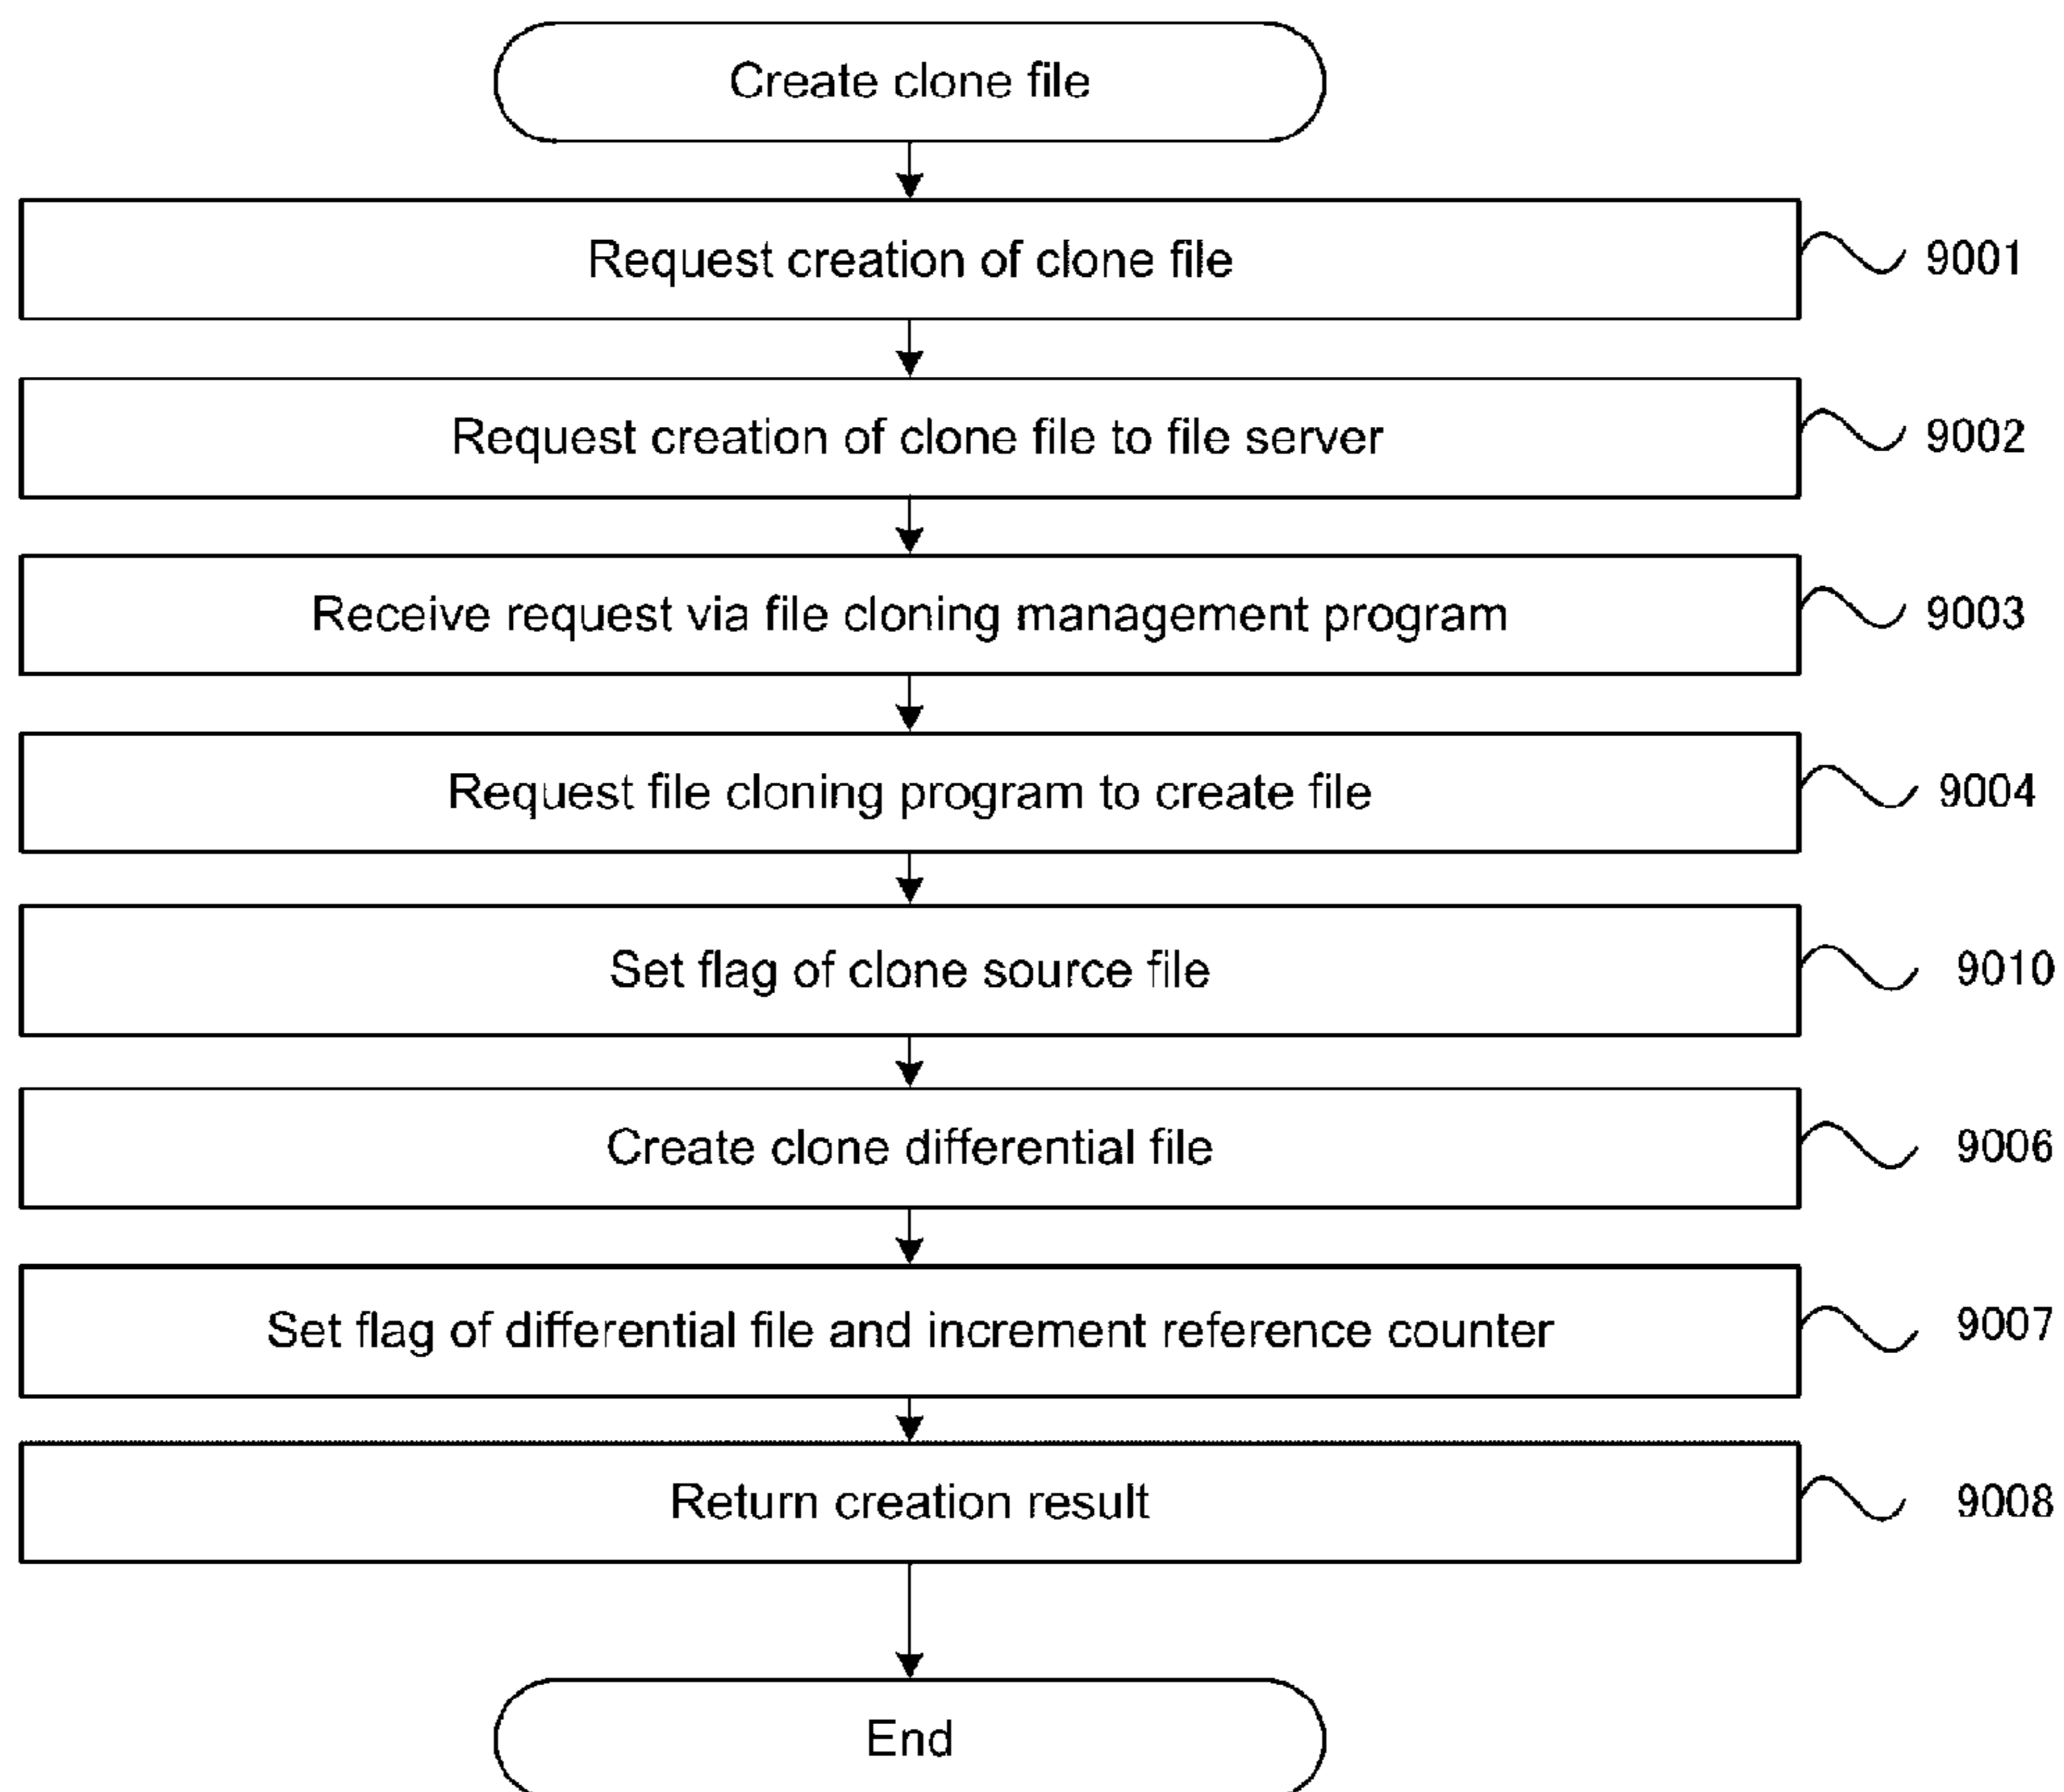 Create clone file
Request creation of clone file 9001
Request creation of clone file to file server 9002
Receive request via file cloning management program 9003
Request file cloning program to create file 9004
Set flag of clone source file 9010
Create clone differential file 9006
Set flag of differential file and increment reference counter 9007
Return creation result 9008
End